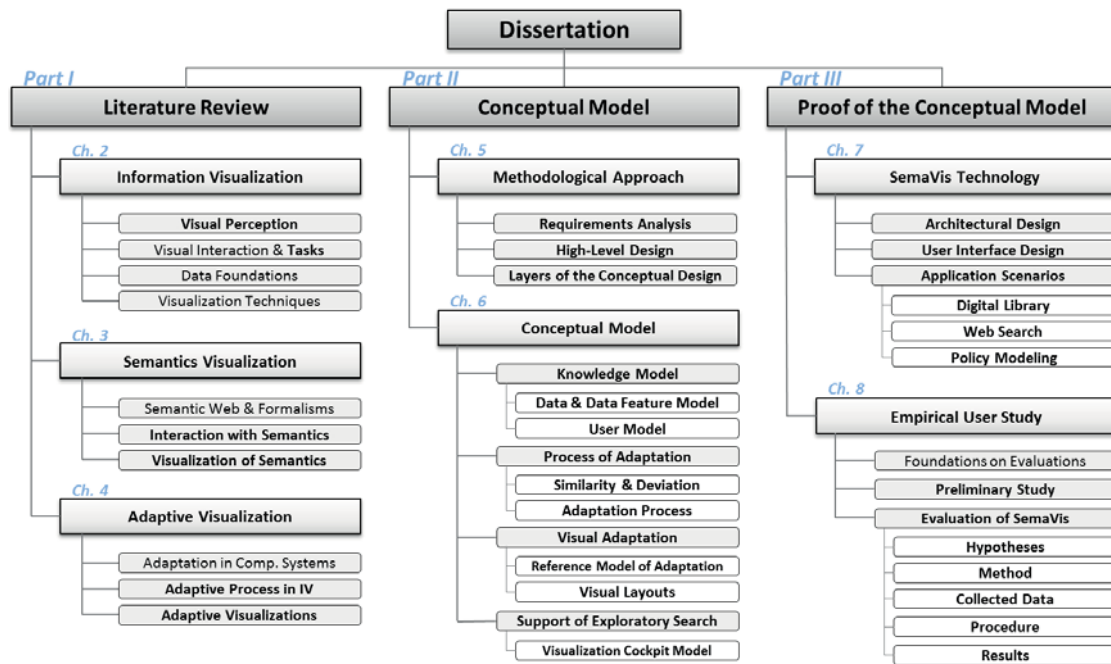 Dissertation
Part I
Literature Review
Ch. 2
Information Visualization
Visual Perception
Visual Interaction & Tasks
Data Foundations
Visualization Techniques
Ch. 3
Semantics Visualization
Semantic Web & Formalisms
Interaction with Semantics
Visualization of Semantics
Ch. 4
Adaptive Visualization
Adaptation in Comp. Systems
Adaptive Process in IV
Adaptive Visualizations
Part II
Conceptual Model
Ch. 5
Methodological Approach
Requirements Analysis
High-Level Design
Layers of the Conceptual Design
Ch. 6
Conceptual Model
Knowledge Model
Data & Data Feature Model
User Model
Process of Adaptation
Similarity & Deviation
Adaptation Process
Visual Adaptation
Reference Model of Adaptation
Visual Layouts
Support of Exploratory Search
Visualization Cockpit Model
Part III
Proof of the Conceptual Model
Ch. 7
SemaVis Technology
Architectural Design
User Interface Design
Application Scenarios
Digital Library
Web Search
Policy Modeling
Ch. 8
Empirical User Study
Foundations on Evaluations
Preliminary Study
Evaluation of SemaVis
Hypotheses
Method
Collected Data
Procedure
Results